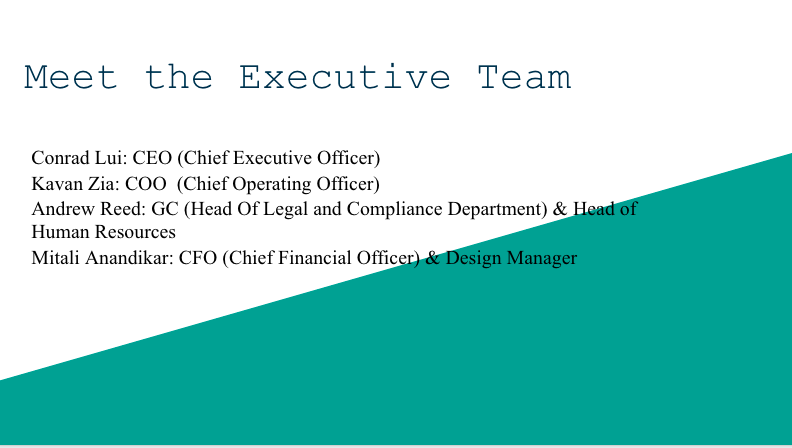 Meet the Executive Team
Conrad Lui: CEO (Chief Executive Officer)
Kavan Zia: COO  (Chief Operating Officer)
Andrew Reed: GC (Head Of Legal and Compliance Department) & Head of
Human Resources
Mitali Anandikar: CFO (Chief Financial Officer) & Design Manager